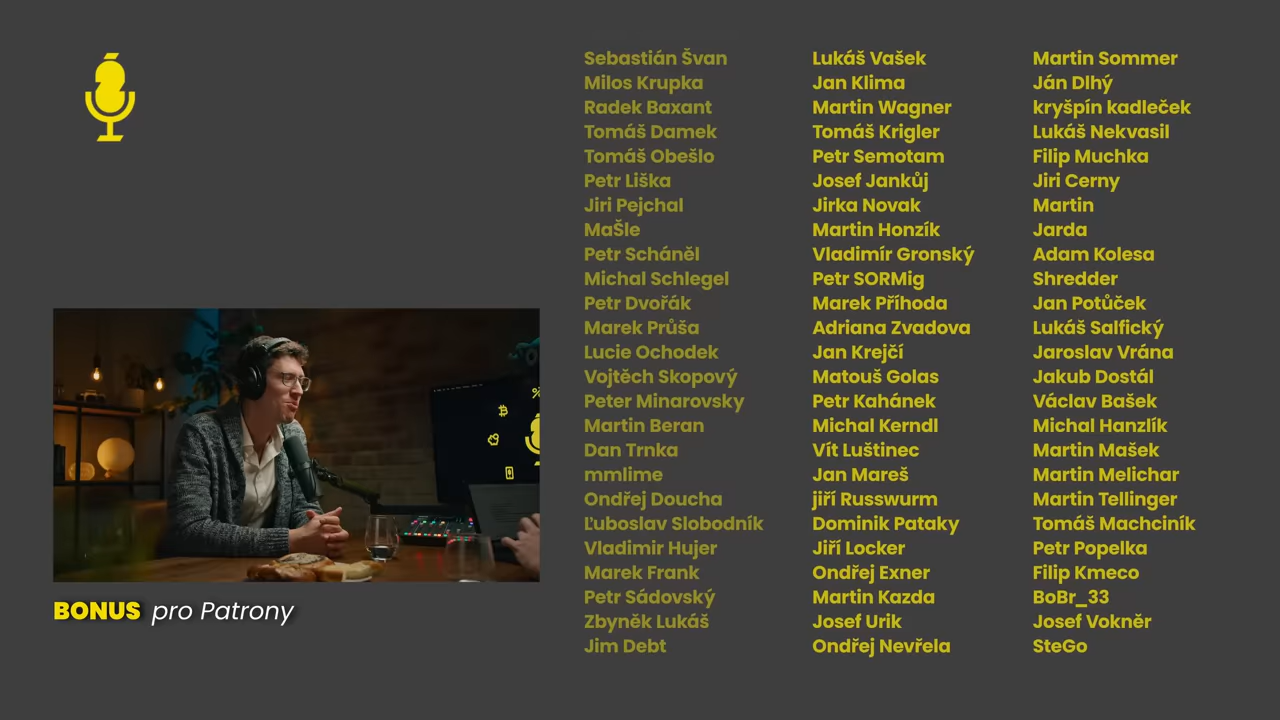 Sebastián Švan
Milos Krupka
Radek Baxant
Tomáš Damek
Tomáš Obešlo
Petr Liška
Jiri Pejchal
MaŠle
Petr Scháněl
Michal Schlegel
Petr Dvořák
Marek Průša
Lucie Ochodek
Vojtěch Skopový
Peter Minarovsky
Martin Beran
Dan Trnka
mmlime
Ondřej Doucha
Ľuboslav Slobodník
Vladimir Hujer
Marek Frank
Petr Sádovský
Zbyněk Lukáš
Jim Debt
Lukáš Vašek
Jan Klima
Martin Wagner
Tomáš Krigler
Petr Semotam
Josef Jankůj
Jirka Novak
Martin Honzík
Vladimír Gronský
Petr SORMig
Marek Příhoda
Adriana Zvadova
Jan Krejčí
Matouš Golas
Petr Kahánek
Michal Kerndl
Vít Luštinec
Jan Mareš
jiří Russwurm
Dominik Pataky
Jiří Locker
Ondřej Exner
Martin Kazda
Josef Urik
Ondřej Nevřela
Martin Sommer
Ján Dlhý
kryšpín kadleček
Lukáš Nekvasil
Filip Muchka
Jiri Cerny
Martin
Jarda
Adam Kolesa
Shredder
Jan Potůček
Lukáš Salfický
Jaroslav Vrána
Jakub Dostál
Václav Bašek
Michal Hanzlík
Martin Mašek
Martin Melichar
Martin Tellinger
Tomáš Machciník
Petr Popelka
Filip Kmeco
BoBr_33
Josef Vokněr
SteGo
BONUS pro Patrony